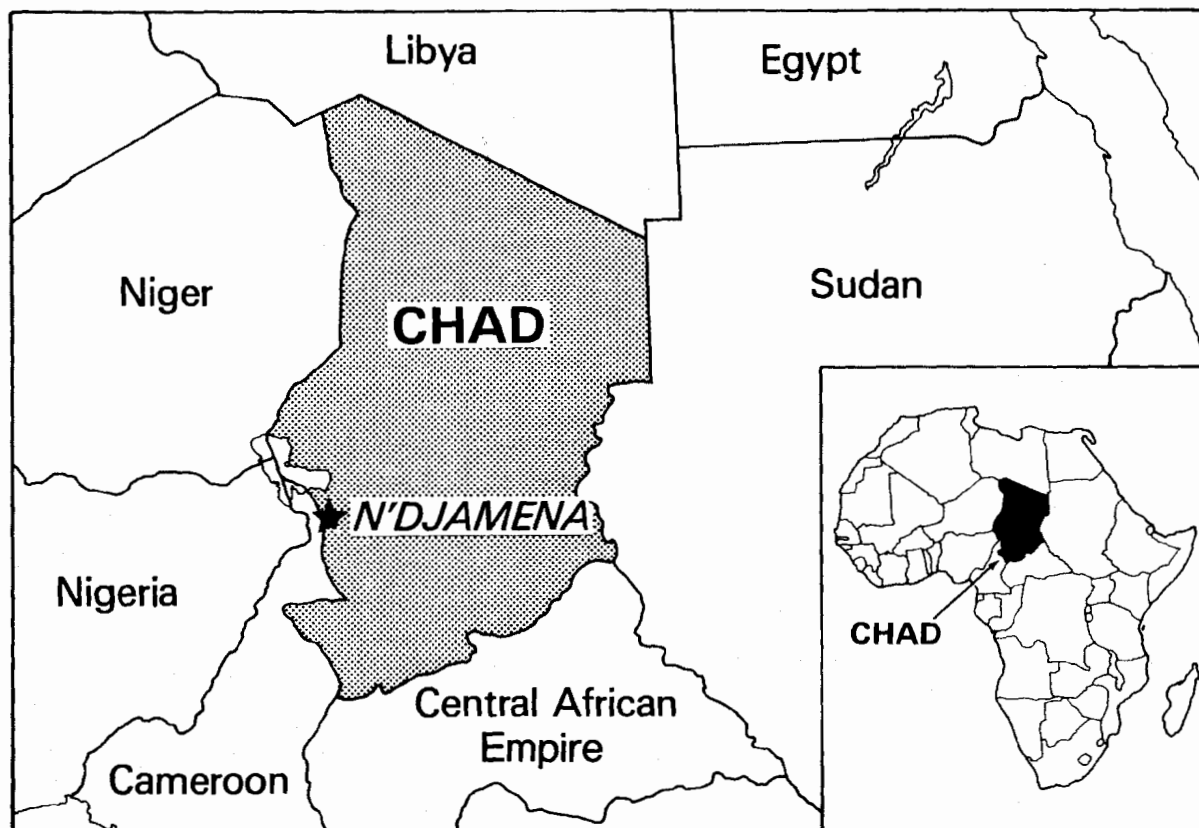 Libya
Egypt
Niger
CHAD
Sudan
N'DJAMENA
Nigeria
CHAD
Central African
Empire
Cameroon